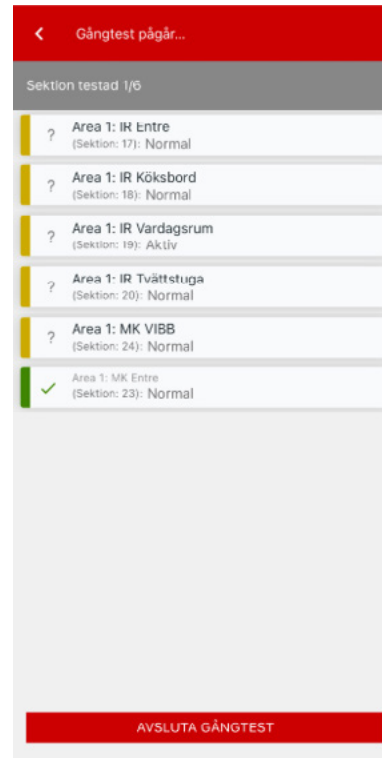 Gångtest pågår...
Sektion testad 1/6
? Area 1: IR Entre
(Sektion: 17): Normal
? Area 1: IR Köksbord
(Sektion: 18): Normal
? Area 1: IR Vardagsrum
(Sektion: 19): Aktiv
? Area 1: IR Tvättstuga
(Sektion: 20): Normal
? Area 1: MK VIBB
(Sektion: 24): Normal
Area 1: MK Entre
(Sektion: 23): Normal
AVSLUTA GÅNGTEST